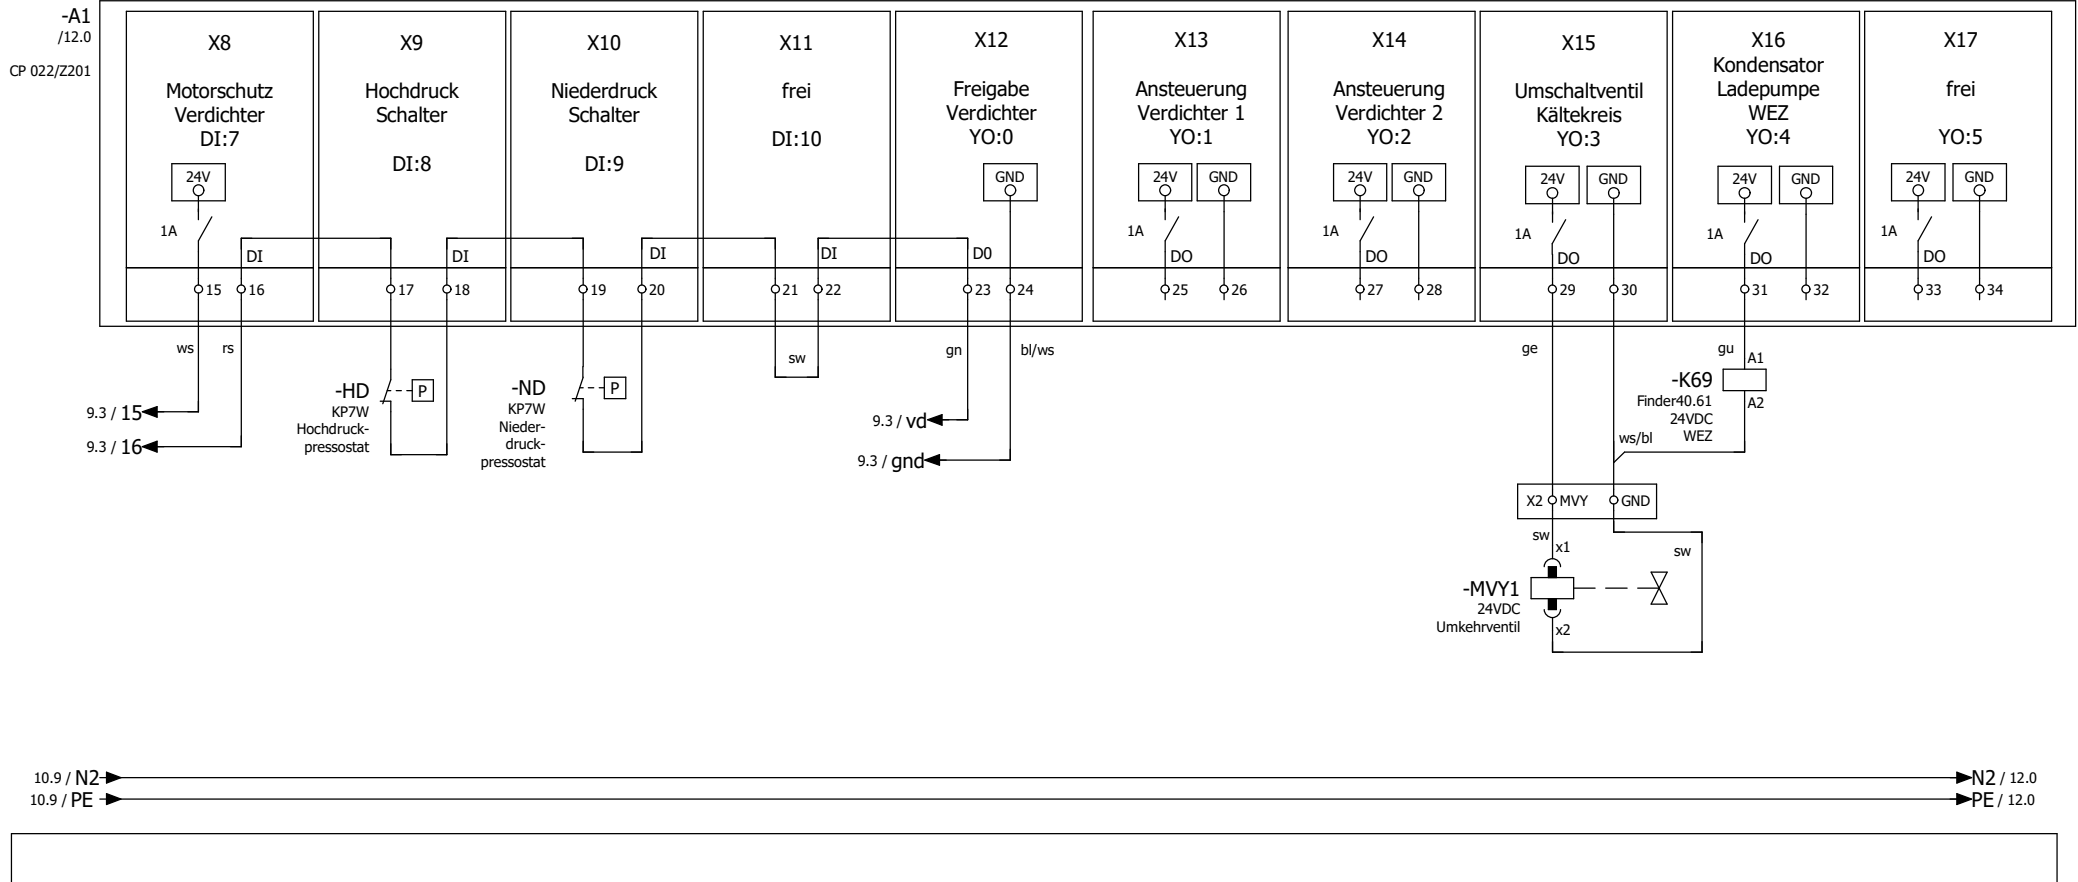 -A1
/12.0
CP 022/Z201
X8
Motorschutz
Verdichter
DI:7
24V
1A
DI
15
16
X9
Hochdruck
Schalter
DI:8
DI
17
18
X10
Niederdruck
Schalter
DI:9
DI
19
20
X11
frei
DI:10
DI
21
22
X12
Freigabe
Verdichter
YO:0
GND
D0
23
24
X13
Ansteuerung
Verdichter 1
YO:1
24V
GND
1A
DO
25
26
X14
Ansteuerung
Verdichter 2
YO:2
24V
GND
1A
DO
27
28
X15
Umschaltventil
Kältekreis
YO:3
24V
GND
1A
DO
29
30
X16
Kondensator
Ladepumpe
WEZ
YO:4
24V
GND
1A
DO
31
32
X17
frei
YO:5
24V
GND
1A
DO
33
34
ws
rs
9.3 / 15
9.3 / 16
-HD
KP7W
Hochdruck-
pressostat
P
-ND
KP7W
Nieder-
druck-
pressostat
P
sw
gn
bl/ws
9.3 / vd
9.3 / gnd
ge
gu
A1
-K69
Finder40.61
24VDC
WEZ
A2
ws/bl
X2
MVY
GND
sw
x1
sw
-MVY1
24VDC
Umkehrventil
x2
10.9 / N2
N2 / 12.0
10.9 / PE
PE / 12.0